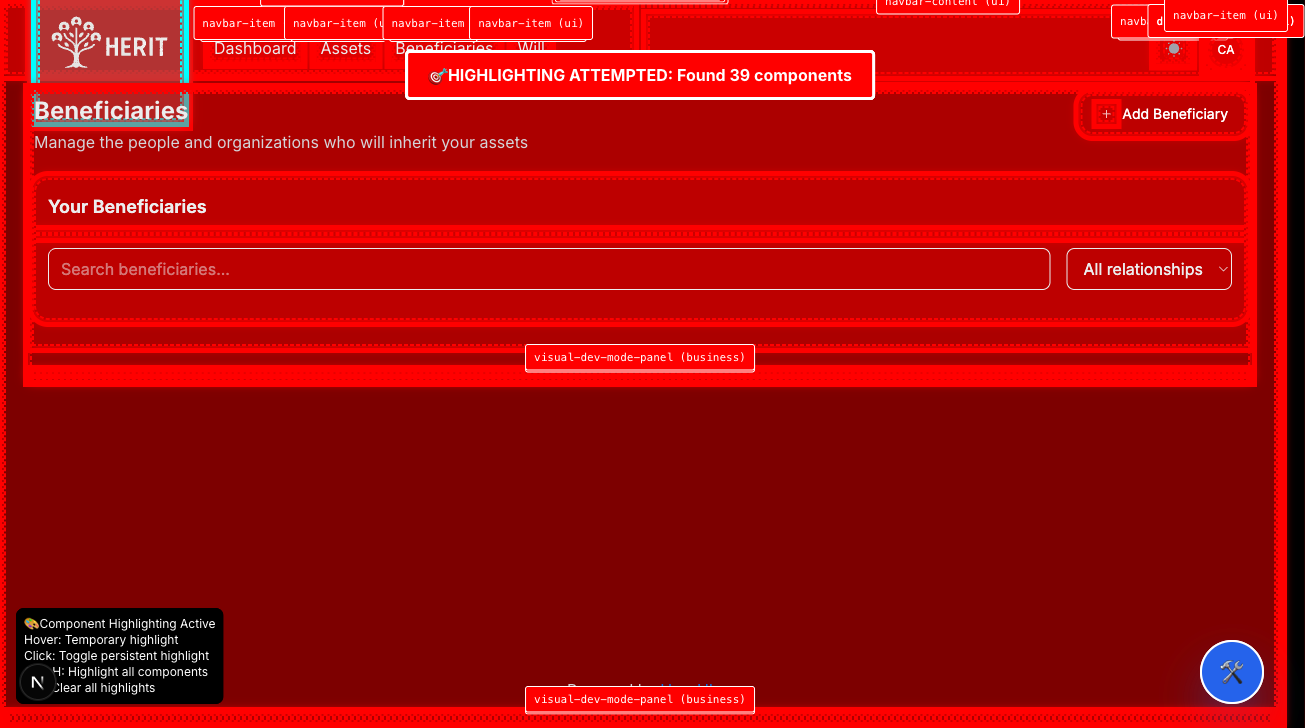 navbar-content (ui)
navbar-item
navbar-item (u
navbar-item
navbar-item (ui)
navb
navbar-item (ui)
HERIT
Dashboard
Assets
Beneficiaries
Will
CA
🎯HIGHLIGHTING ATTEMPTED: Found 39 components
Beneficiaries
+ Add Beneficiary
Manage the people and organizations who will inherit your assets
Your Beneficiaries
Search beneficiaries...
All relationships
visual-dev-mode-panel (business)
🎨Component Highlighting Active
Hover: Temporary highlight
Click: Toggle persistent highlight
H: Highlight all components
Clear all highlights
N
visual-dev-mode-panel (business)